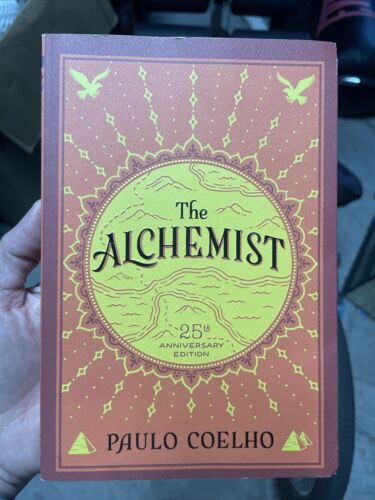 The
ALCHEMIST
25th
ANNIVERSARY
EDITION
PAULO COELHO